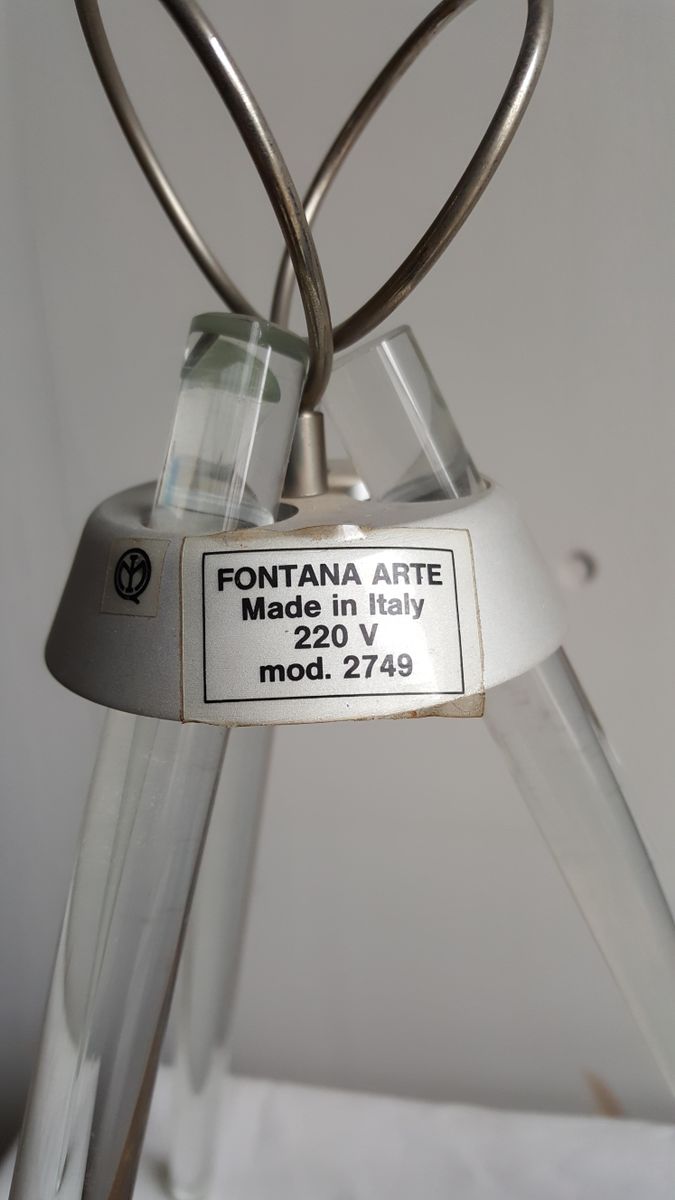 FONTANA ARTE
Made in Italy
220 V
mod. 2749